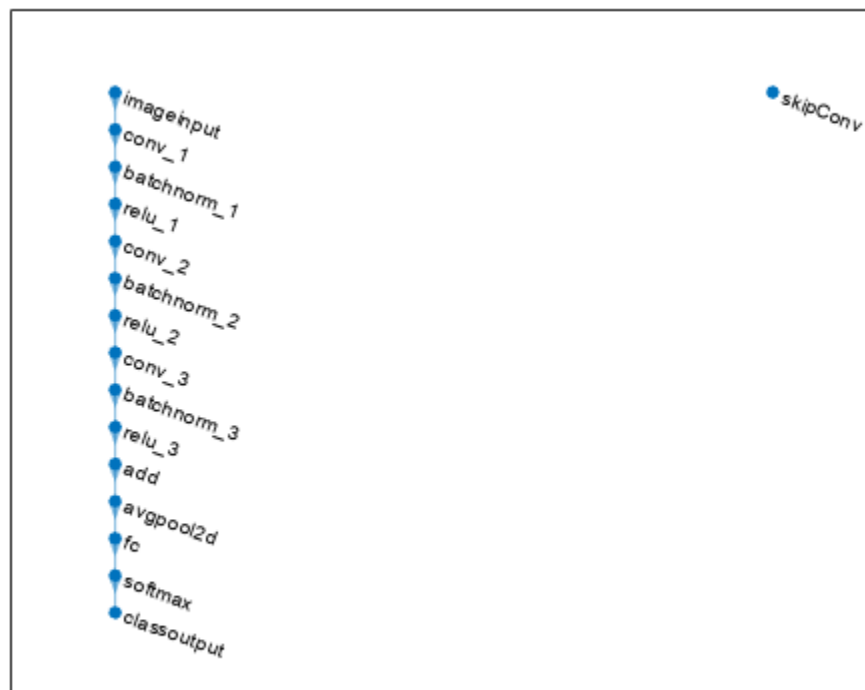 imageinput
conv_1
batchnorm_1
relu_1
conv_2
batchnorm_2
relu_2
conv_3
batchnorm_3
relu_3
add
avgpool2d
fc
softmax
classoutput
skipConv